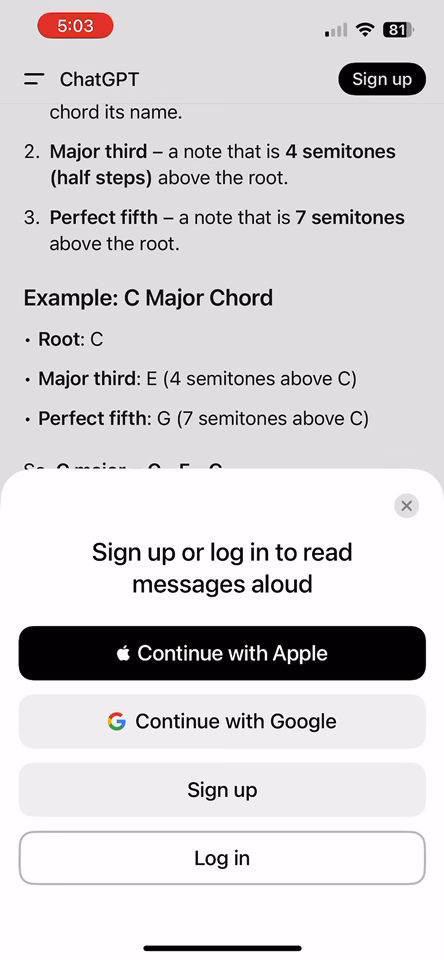 5:03
81
ChatGPT
Sign up
chord its name.
2. Major third – a note that is 4 semitones
(half steps) above the root.
3. Perfect fifth – a note that is 7 semitones
above the root.
Example: C Major Chord
• Root: C
• Major third: E (4 semitones above C)
• Perfect fifth: G (7 semitones above C)
So, C major = C – E – G
Sign up or log in to read
messages aloud
Continue with Apple
Continue with Google
Sign up
Log in